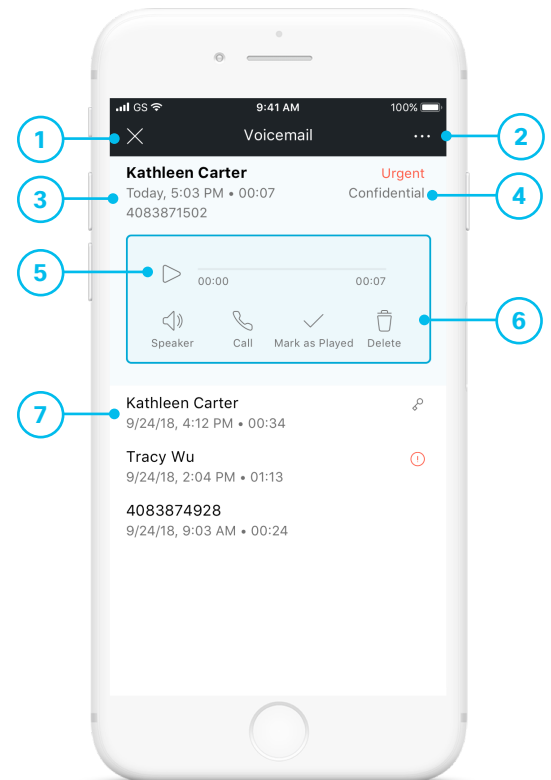 GS 9:41 AM 100%
1 Voicemail ... 2
Kathleen Carter Urgent
3 Today, 5:03 PM • 00:07 Confidential 4
4083871502
5 00:00 00:07
Speaker Call Mark as Played Delete 6
7 Kathleen Carter
9/24/18, 4:12 PM • 00:34
Tracy Wu
9/24/18, 2:04 PM • 01:13
4083874928
9/24/18, 9:03 AM • 00:24